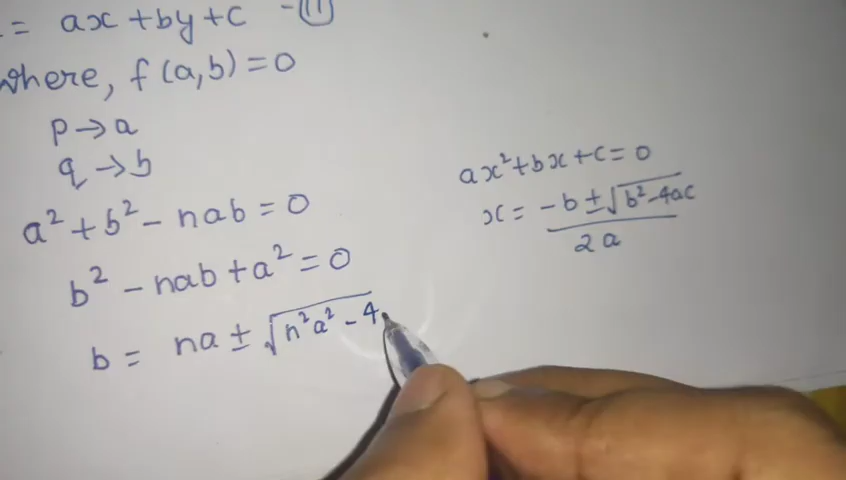 = ax + by + c - (11)
where, f(a,b) = 0
p → a
q → b
a² + b² - nab = 0
b² - nab + a² = 0
b = na ± √n²a² - 4
ax² + bx + c = 0
x = -b ± √b² - 4ac
2a